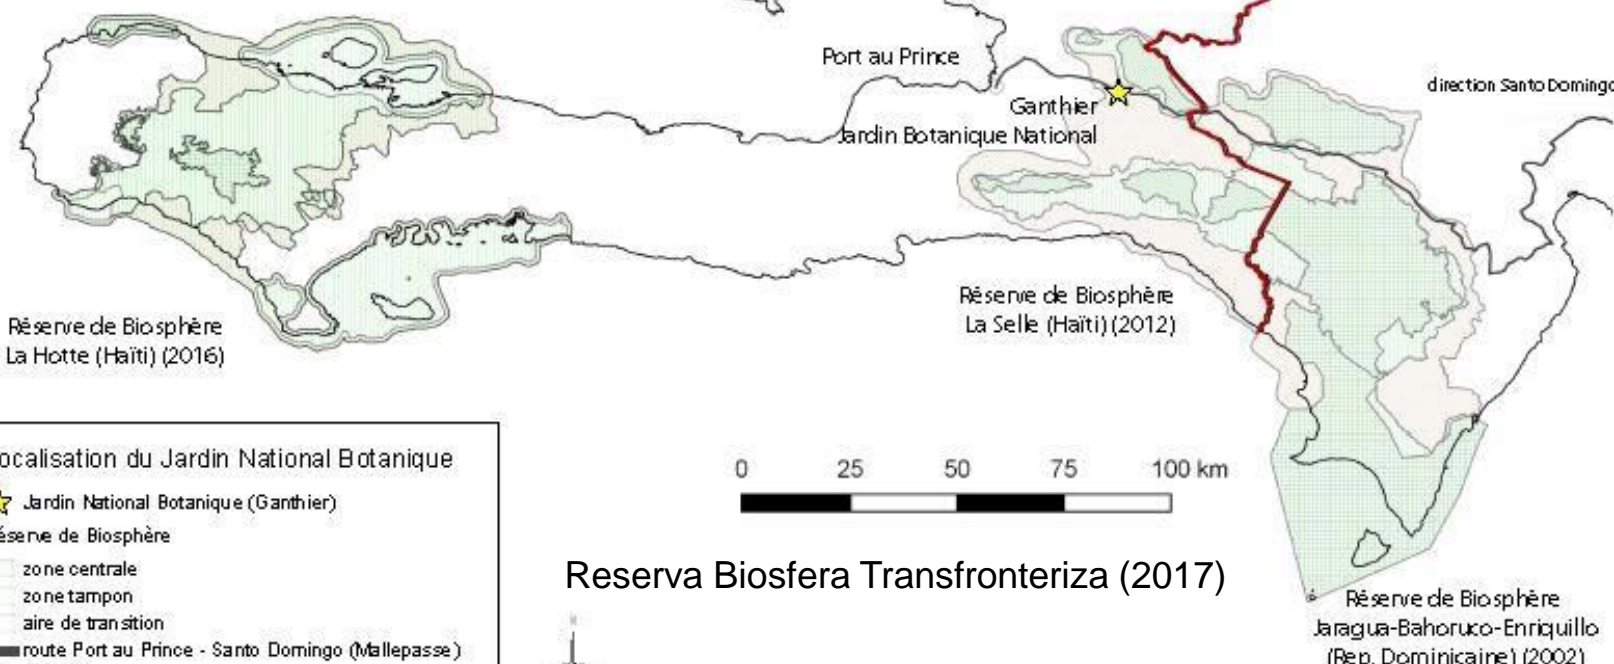 Port au Prince
direction Santo Domingo
Ganthier
Jardin Botanique National
Réserve de Biosphère
La Hotte (Haïti) (2016)
Réserve de Biosphère
La Selle (Haïti) (2012)
ocalisation du Jardin National Botanique
Jardin National Botanique (Ganthier)
éserve de Biosphère
zone centrale
zone tampon
aire de transition
route Port au Prince - Santo Domingo (Mallepasse)
0 25 50 75 100 km
Reserva Biosfera Transfronteriza (2017)
N
Réserve de Biosphère
Jaragua-Bahoruco-Enriquillo
(Rep. Dominicaine) (2002)